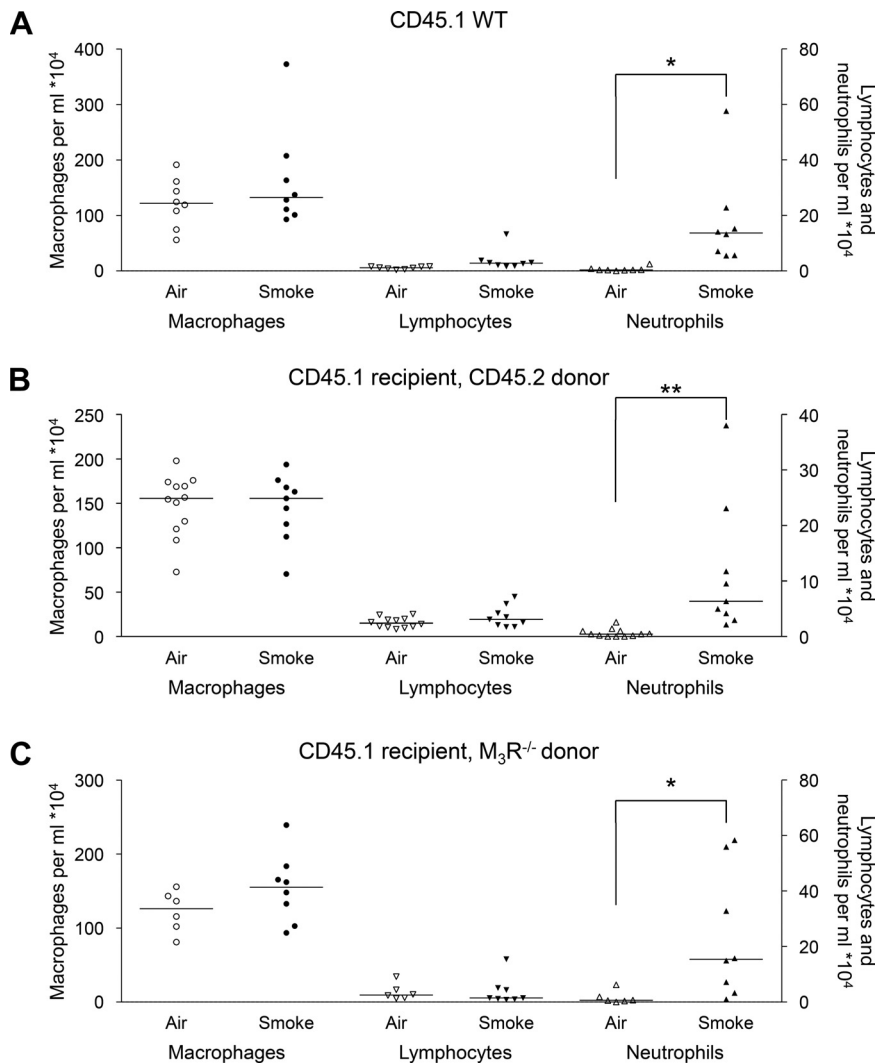 A
CD45.1 WT
Macrophages per ml *10⁴
400
300
200
100
0
80
60
40
20
0
Lymphocytes and
neutrophils per ml *10⁴
*
Air Smoke Air Smoke Air Smoke
Macrophages Lymphocytes Neutrophils
B
CD45.1 recipient, CD45.2 donor
Macrophages per ml *10⁴
250
200
150
100
50
0
40
30
20
10
0
Lymphocytes and
neutrophils per ml *10⁴
**
Air Smoke Air Smoke Air Smoke
Macrophages Lymphocytes Neutrophils
C
CD45.1 recipient, M₃R⁻/⁻ donor
Macrophages per ml *10⁴
300
200
100
0
80
60
40
20
0
Lymphocytes and
neutrophils per ml *10⁴
*
Air Smoke Air Smoke Air Smoke
Macrophages Lymphocytes Neutrophils